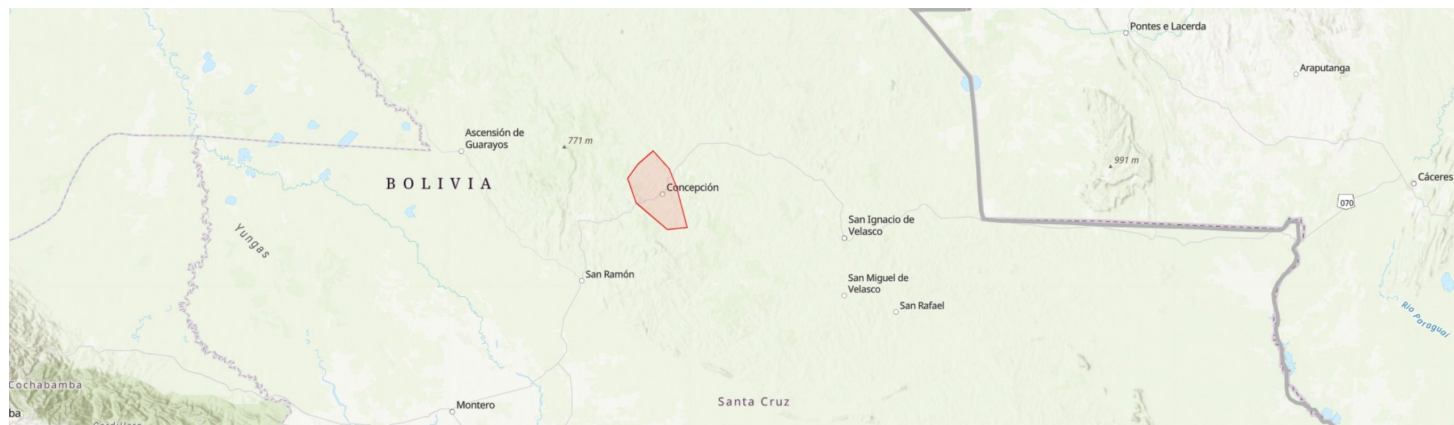 Pontes e Lacerda
Araputanga
Ascensión de
Guarayos
771 m
991 m
BOLIVIA
Concepción
Cáceres
070
San Ignacio de
Velasco
Yungas
San Ramón
San Miguel de
Velasco
San Rafael
Rio Paraguai
Cochabamba
Santa Cruz
Montero
ba